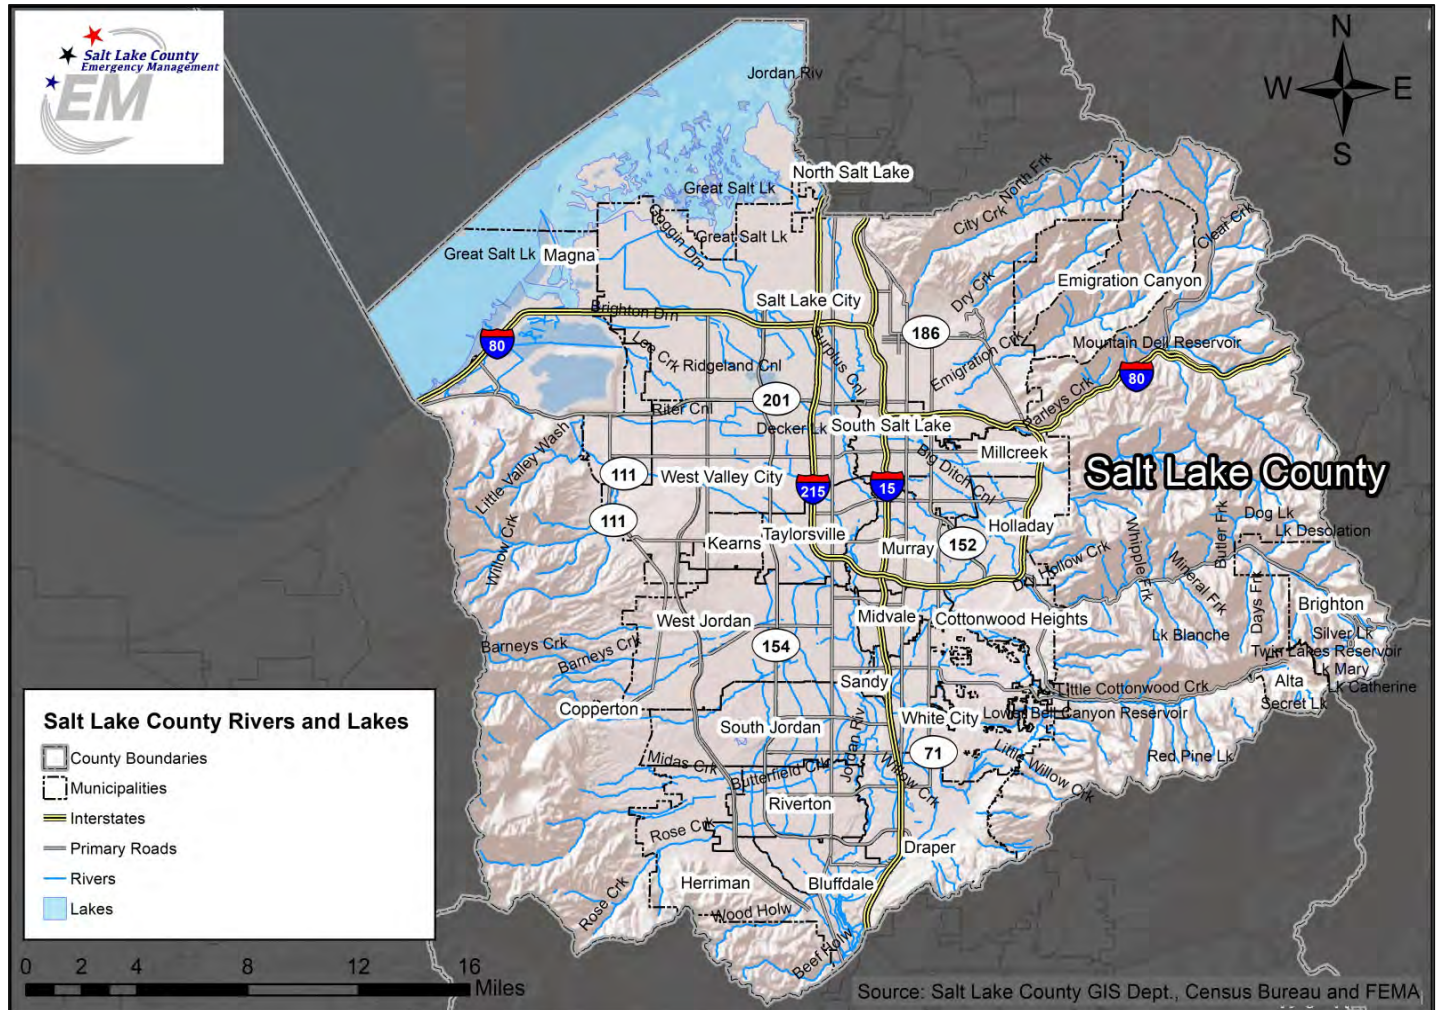 Salt Lake County
Emergency Management
EM
N
W E
S
Jordan Riv
North Salt Lake
Great Salt Lk
North Frk
City Crk
Clear Crk
Goggin Drn
Great Salt Lk
Great Salt Lk
Magna
Emigration Canyon
Dry Crk
Salt Lake City
Brighton Drn
186
80
Surplus Cnl
Lee Crk
Ridgeland Cnl
Emigration Crk
Mountain Dell Reservoir
80
Parleys Crk
201
Riter Cnl
Decker Lk
South Salt Lake
Millcreek
Little Valley Wash
111
West Valley City
Big Ditch Cnl
Salt Lake County
215
15
111
Dog Lk
Lk Desolation
Holladay
Taylorsville
Kearns
Murray
152
Willow Crk
Dry Hollow Crk
Whipple Frk
Mineral Frk
Butler Frk
Days Frk
Brighton
West Jordan
Midvale
Cottonwood Heights
Barneys Crk
Barneys Crk
154
Lk Blanche
Silver Lk
Twin Lakes Reservoir
Lk Mary
Sandy
Alta
Little Cottonwood Crk
Lk Catherine
Secret Lk
Copperton
South Jordan
White City
Lower Bell Canyon Reservoir
Jordan Riv
71
Little Willow Crk
Red Pine Lk
Midas Crk
Butterfield Crk
Willow Crk
Riverton
Rose Crk
Draper
Herriman
Bluffdale
Rose Crk
Wood Holw
Beef Holw
Salt Lake County Rivers and Lakes
County Boundaries
Municipalities
Interstates
Primary Roads
Rivers
Lakes
0 2 4 8 12 16
Miles
Source: Salt Lake County GIS Dept., Census Bureau and FEMA